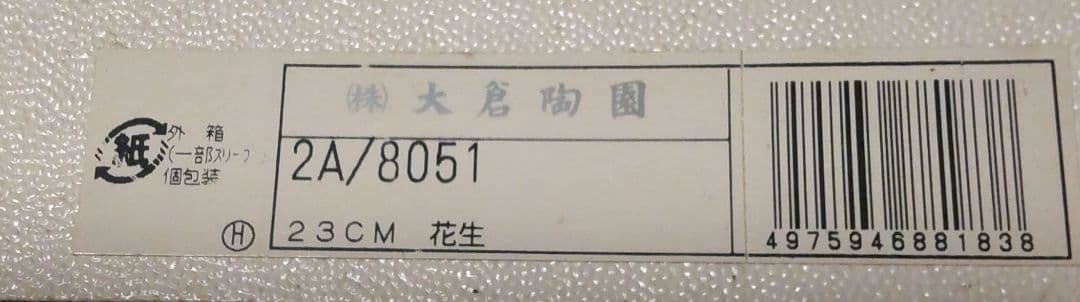 ㈱ 大倉陶園
紙
外箱
(一部スリーブ)
個包装
2A/8051
Ⓗ
23CM 花生
4975946881838